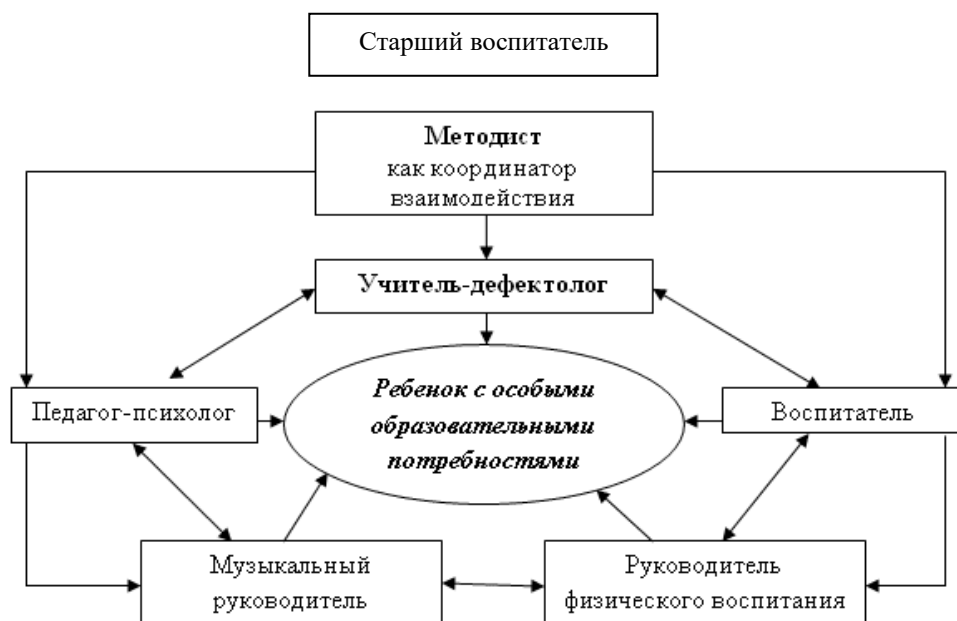 Старший воспитатель
Методист
как координатор
взаимодействия
Учитель-дефектолог
Ребенок с особыми
образовательными
потребностями
Педагог-психолог
Воспитатель
Музыкальный
руководитель
Руководитель
физического воспитания